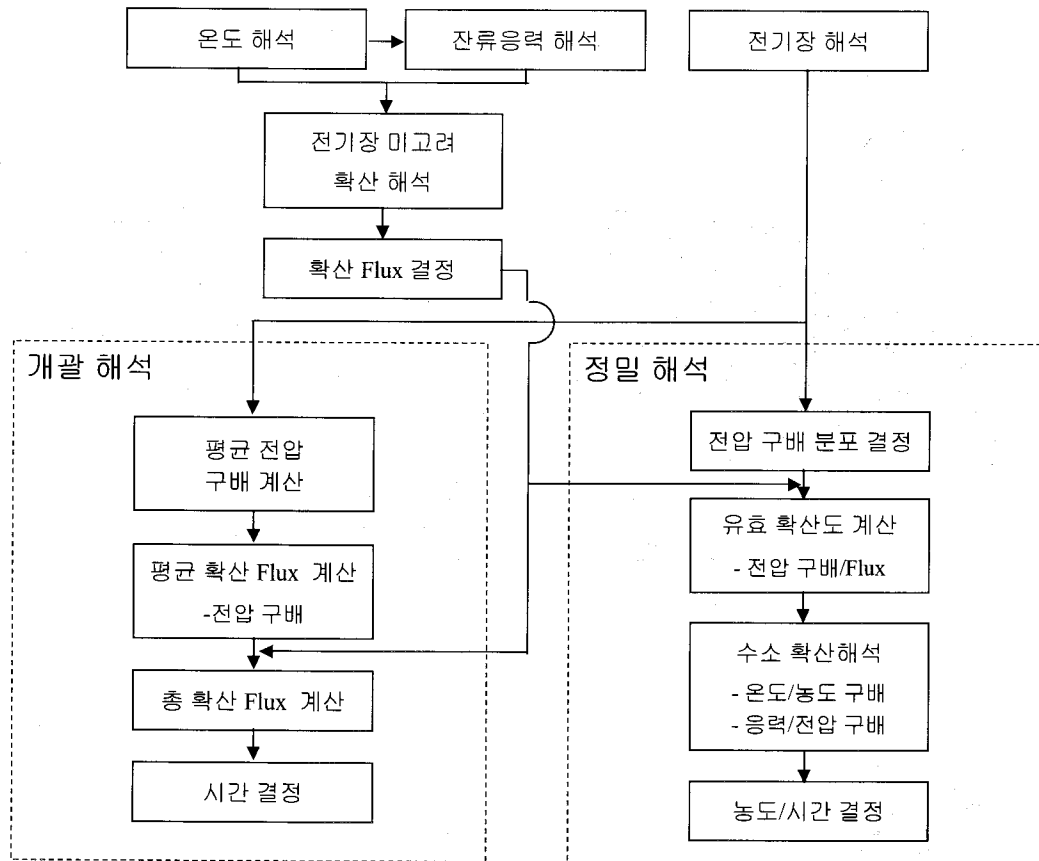 온도 해석
잔류응력 해석
전기장 해석
전기장 미고려
확산 해석
확산 Flux 결정
개괄 해석
평균 전압
구배 계산
평균 확산 Flux 계산
-전압 구배
총 확산 Flux 계산
시간 결정
정밀 해석
전압 구배 분포 결정
유효 확산도 계산
- 전압 구배/Flux
수소 확산해석
- 온도/농도 구배
- 응력/전압 구배
농도/시간 결정